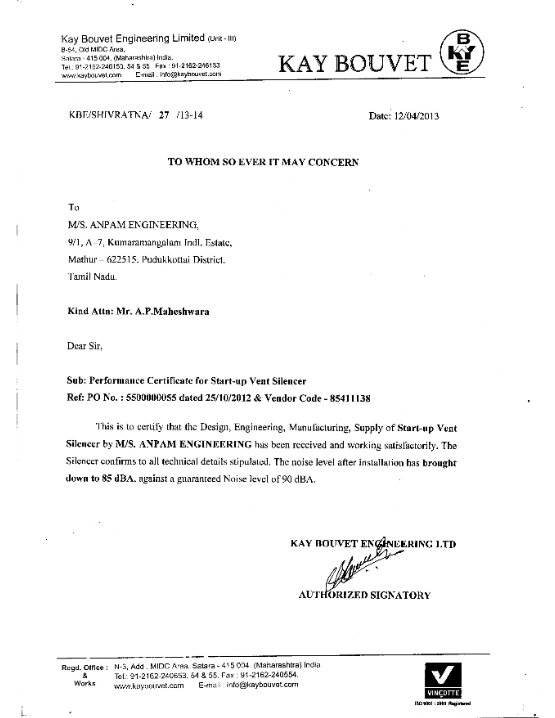 Kay Bouvet Engineering Limited (Unit - III)
B-54, Old MIDC Area,
Satara - 415 004, (Maharashtra) India.
Tel.: 91-2162-246153, 54 & 55 Fax : 91-2162-246153
www.kaybouvet.com E-mail : info@kaybouvet.com
KAY BOUVET
B
KY
E
KBE/SHIVRATNA/ 27 /13-14 Date: 12/04/2013
TO WHOM SO EVER IT MAY CONCERN
To
M/S. ANPAM ENGINEERING,
9/1, A–7, Kumaramangalam Indl. Estate,
Mathur – 622515. Pudukkottai District.
Tamil Nadu.
Kind Attn: Mr. A.P.Maheshwara
Dear Sir,
Sub: Performance Certificate for Start-up Vent Silencer
Ref: PO No. : 5500000055 dated 25/10/2012 & Vendor Code - 85411138
This is to certify that the Design, Engineering, Manufacturing, Supply of Start-up Vent
Silencer by M/S. ANPAM ENGINEERING has been received and working satisfactorily. The
Silencer confirms to all technical details stipulated. The noise level after installation has brought
down to 85 dBA, against a guaranteed Noise level of 90 dBA.
KAY BOUVET ENGINEERING LTD
AUTHORIZED SIGNATORY
Regd. Office : N-3, Add . MIDC Area, Satara - 415 004. (Maharashtra) India.
& Tel.: 91-2162-240653, 54 & 55, Fax : 91-2162-240554,
Works www.kaybouvet.com E-mail : info@kaybouvet.com
VINÇOTTE
ISO 9001 : 2008 Registered